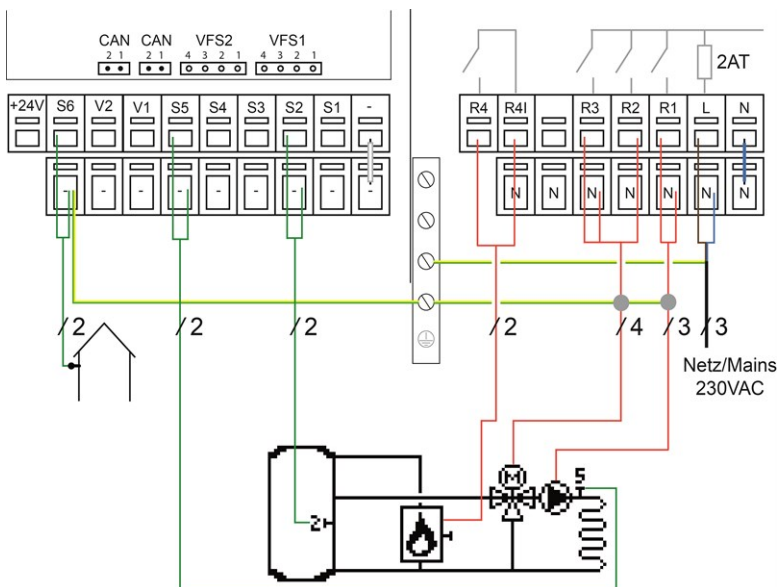 CAN CAN VFS2 VFS1
2 1 2 1 4 3 2 1 4 3 2 1
2AT
+24V S6 V2 V1 S5 S4 S3 S2 S1 -
R4 R4I R3 R2 R1 L N
- - - - - - - - -
N N N N N N N
/2 /2 /2 /2 /4 /3 /3
Netz/Mains
230VAC
M 5
2